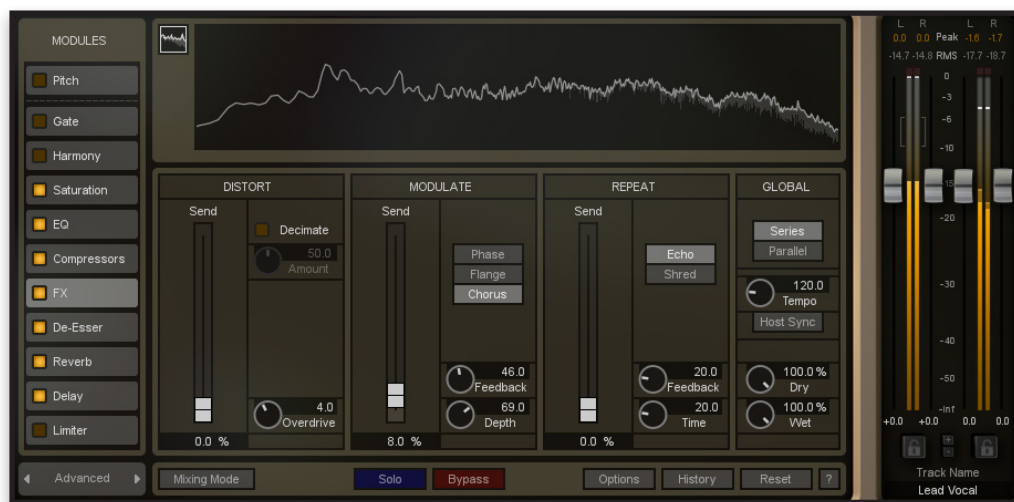 MODULES
Pitch
Gate
Harmony
Saturation
EQ
Compressors
FX
De-Esser
Reverb
Delay
Limiter
Advanced
DISTORT
Send
Decimate
50.0
Amount
4.0
Overdrive
0.0 %
MODULATE
Send
Phase
Flange
Chorus
46.0
Feedback
69.0
Depth
8.0 %
REPEAT
Send
Echo
Shred
20.0
Feedback
20.0
Time
0.0 %
GLOBAL
Series
Parallel
120.0
Tempo
Host Sync
100.0 %
Dry
100.0 %
Wet
Mixing Mode
Solo
Bypass
Options
History
Reset
?
L R L R
0.0 0.0 Peak -1.6 -1.7
-14.7 -14.8 RMS -17.7 -18.7
0
-3
-6
-10
-15
-20
-30
-40
-50
-Inf
+0.0 +0.0 0.0 0.0
+
-
Track Name
Lead Vocal